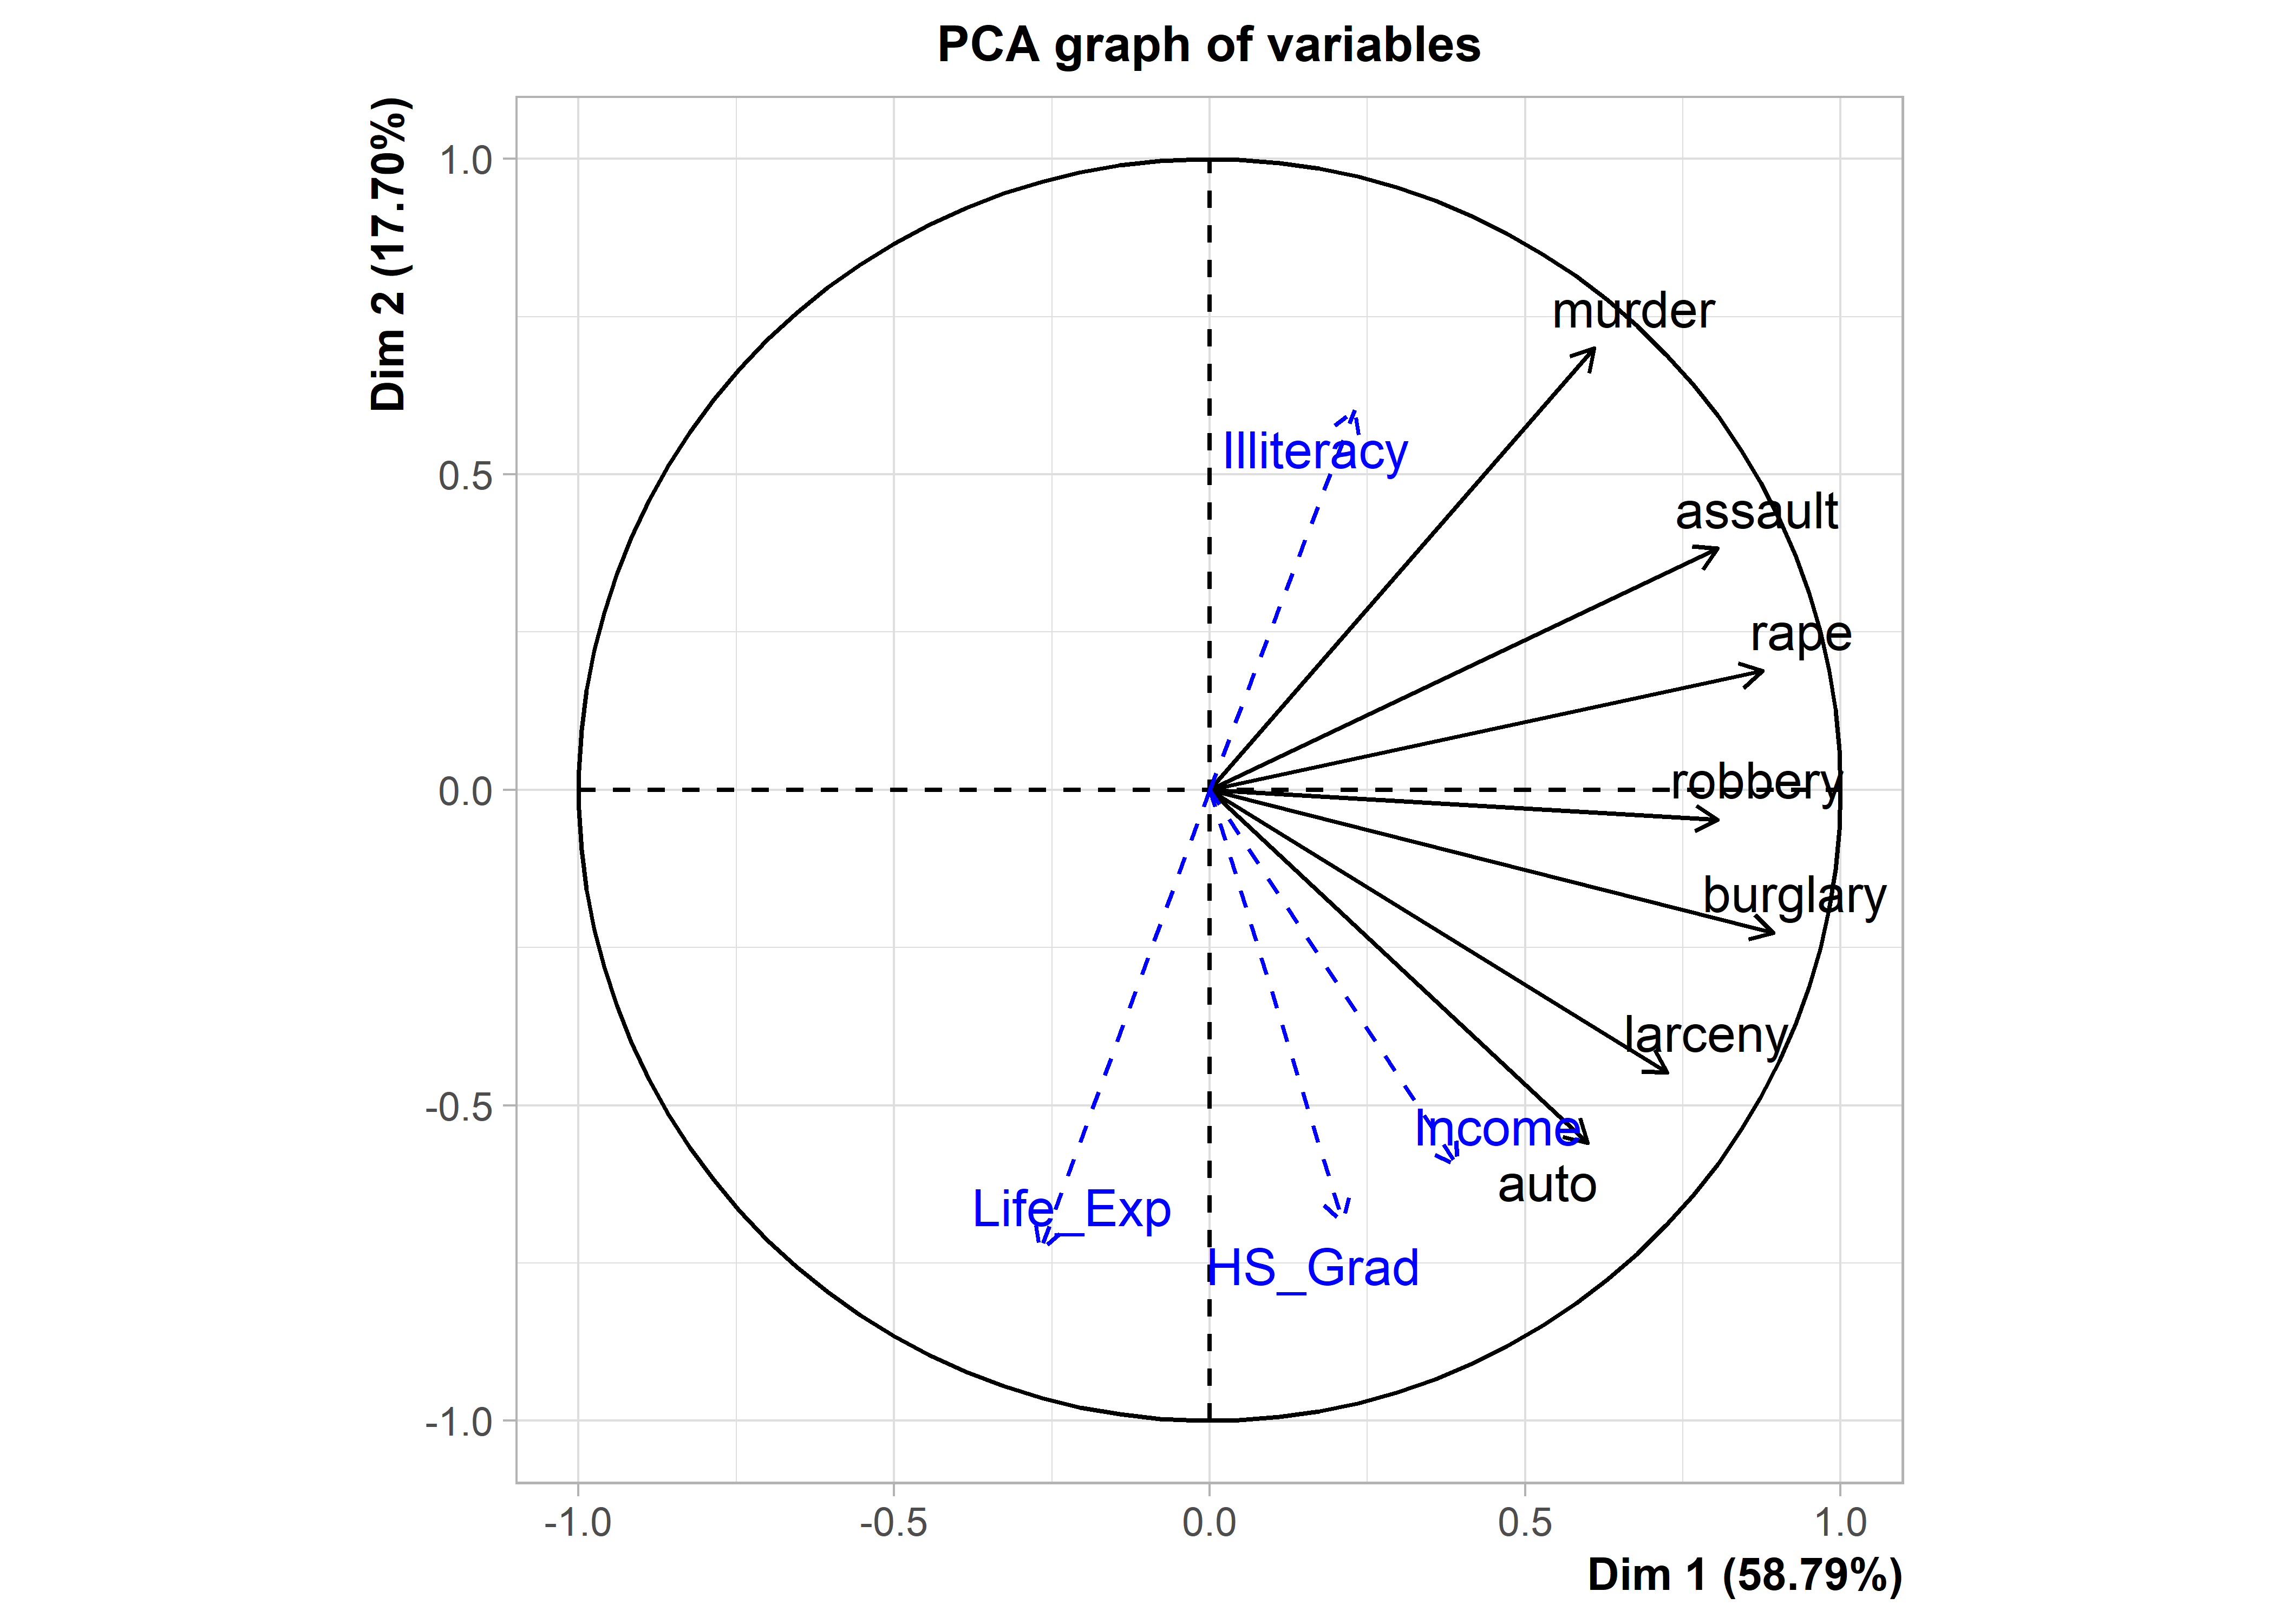 PCA graph of variables
Dim 2 (17.70%)
1.0
0.5
0.0
-0.5
-1.0
murder
Illiteracy
assault
rape
robbery
burglary
larceny
Income
auto
Life_Exp
HS_Grad
-1.0 -0.5 0.0 0.5 1.0
Dim 1 (58.79%)